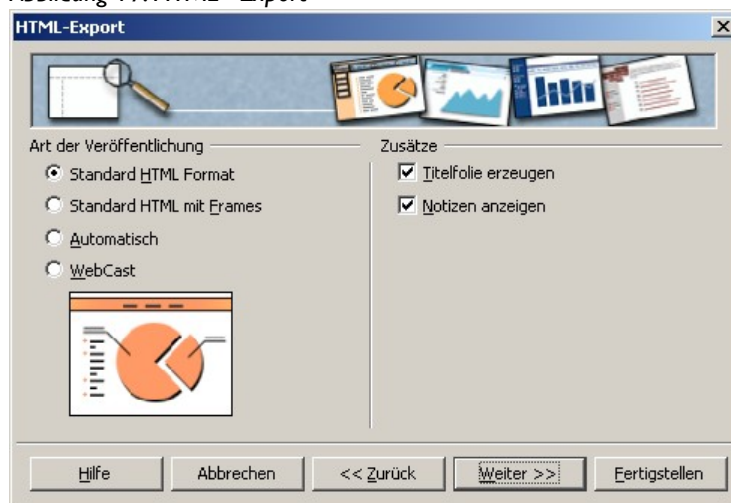 HTML-Export
Art der Veröffentlichung
Standard HTML Format
Standard HTML mit Frames
Automatisch
WebCast
Zusätze
Titelfolie erzeugen
Notizen anzeigen
Hilfe
Abbrechen
<< Zurück
Weiter >>
Fertigstellen